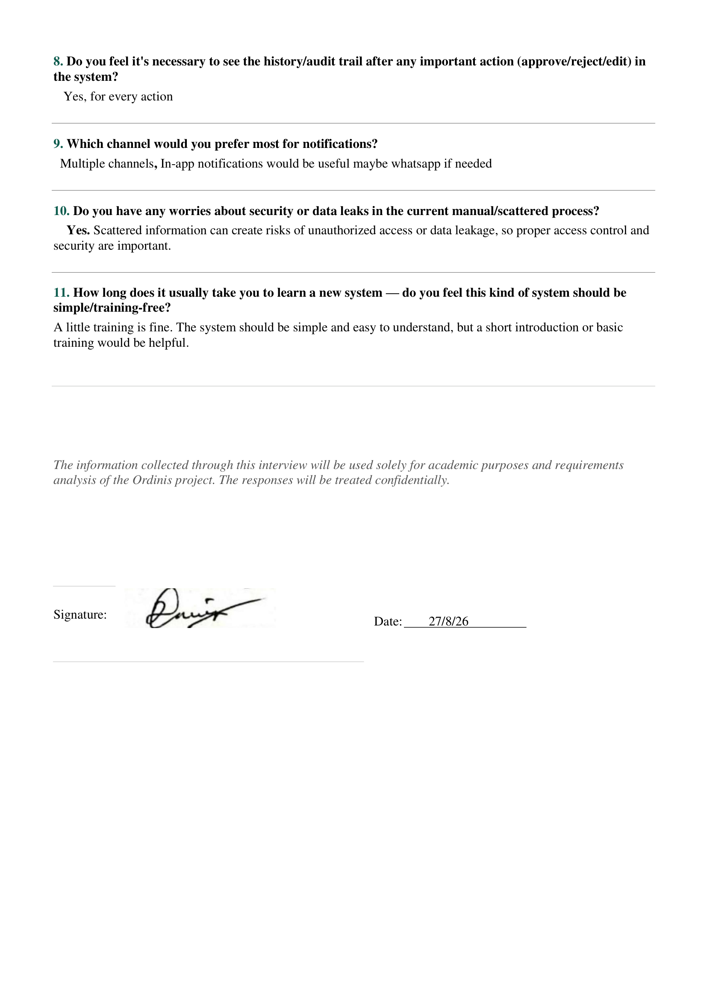 8. Do you feel it's necessary to see the history/audit trail after any important action (approve/reject/edit) in
the system?
Yes, for every action
9. Which channel would you prefer most for notifications?
Multiple channels, In-app notifications would be useful maybe whatsapp if needed
10. Do you have any worries about security or data leaks in the current manual/scattered process?
Yes. Scattered information can create risks of unauthorized access or data leakage, so proper access control and
security are important.
11. How long does it usually take you to learn a new system — do you feel this kind of system should be
simple/training-free?
A little training is fine. The system should be simple and easy to understand, but a short introduction or basic
training would be helpful.
The information collected through this interview will be used solely for academic purposes and requirements
analysis of the Ordinis project. The responses will be treated confidentially.
Signature:
Date: 27/8/26